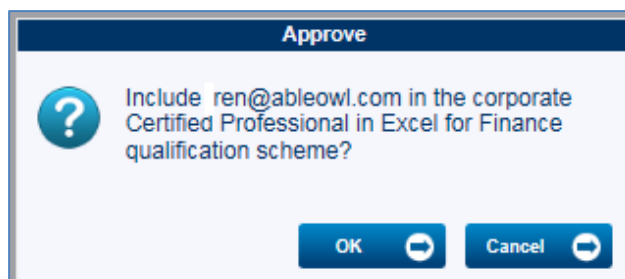 Approve
Include ren@ableowl.com in the corporate
Certified Professional in Excel for Finance
qualification scheme?
OK
Cancel